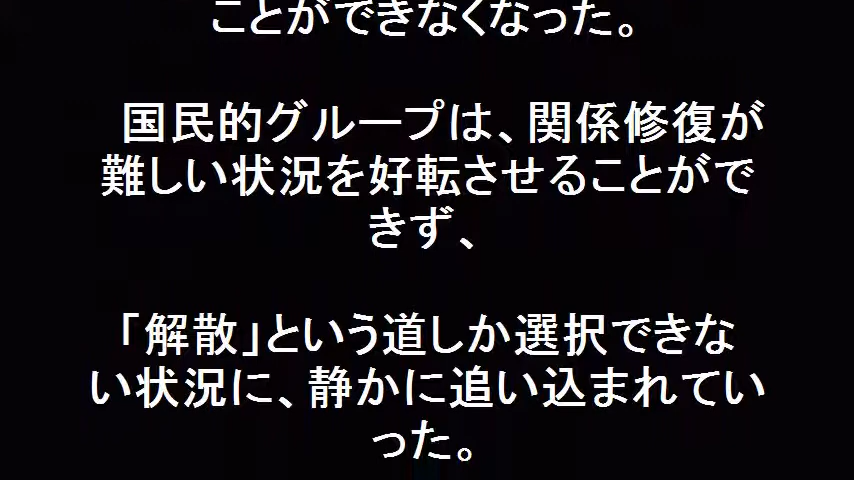 ことができなくなった。
国民的グループは、関係修復が
難しい状況を好転させることがで
きず、
「解散」という道しか選択できな
い状況に、静かに追い込まれてい
った。